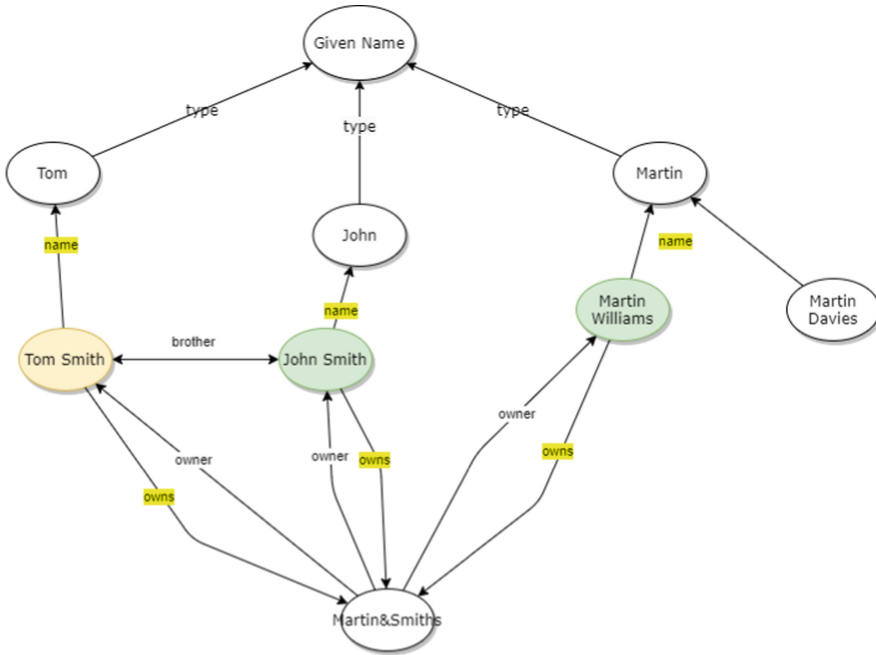 Given Name
type
type
type
Tom
Martin
John
name
name
name
Martin
Williams
Martin
Davies
brother
Tom Smith
John Smith
owner
owner
owner
owns
owns
owns
Martin&Smiths